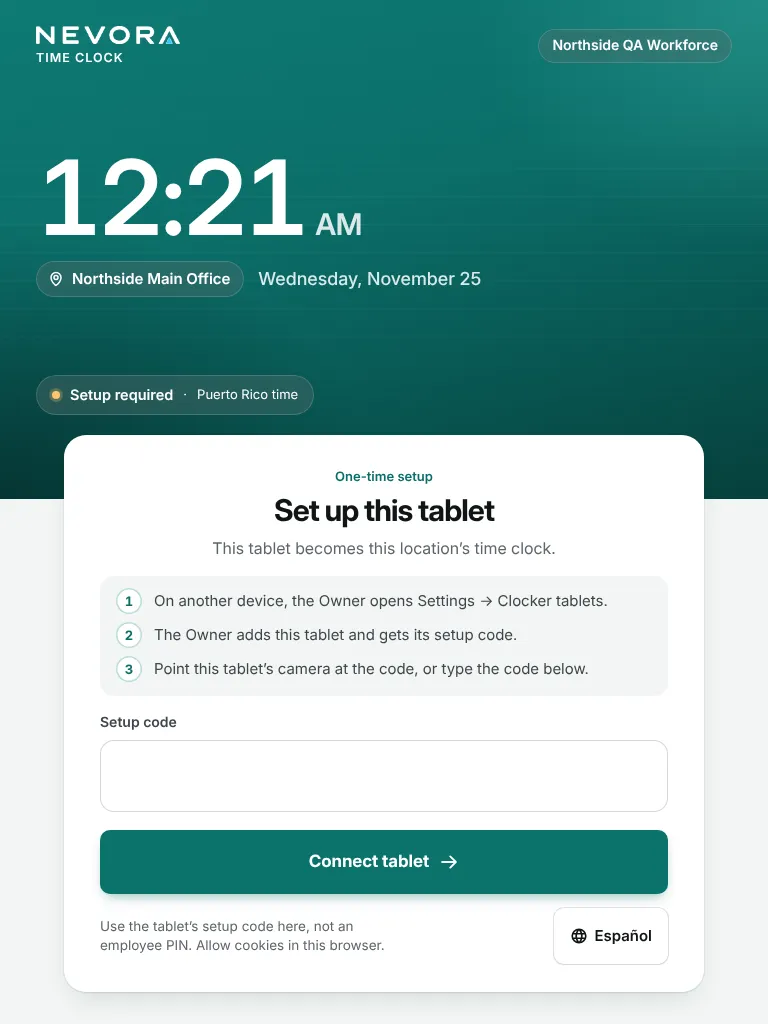 NEVORA
TIME CLOCK
Northside QA Workforce
12:21 AM
Northside Main Office
Wednesday, November 25
Setup required · Puerto Rico time
One-time setup
Set up this tablet
This tablet becomes this location’s time clock.
1 On another device, the Owner opens Settings → Clocker tablets.
2 The Owner adds this tablet and gets its setup code.
3 Point this tablet’s camera at the code, or type the code below.
Setup code
Connect tablet →
Use the tablet’s setup code here, not an
employee PIN. Allow cookies in this browser.
Español